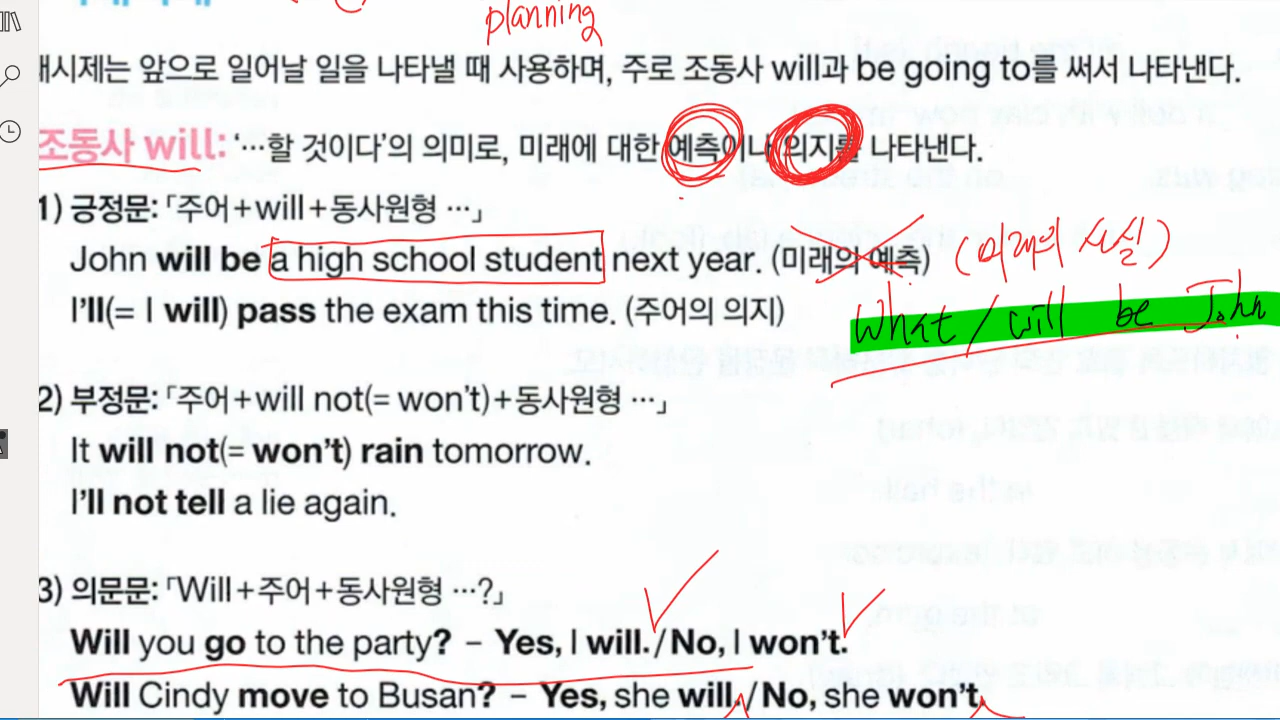 planning
래시제는 앞으로 일어날 일을 나타낼 때 사용하며, 주로 조동사 will과 be going to를 써서 나타낸다.
조동사 will: '…할 것이다'의 의미로, 미래에 대한 예측이나 의지를 나타낸다.
1) 긍정문: 「주어+will+동사원형 …」
John will be a high school student next year. (미래의 예측) (미래의 사실)
I'll(= I will) pass the exam this time. (주어의 의지)
What / will be John
2) 부정문: 「주어+will not(= won't)+동사원형 …」
It will not(= won't) rain tomorrow.
I'll not tell a lie again.
3) 의문문: 「Will+주어+동사원형 …?」
Will you go to the party? – Yes, I will. / No, I won't.
Will Cindy move to Busan? – Yes, she will. / No, she won't.